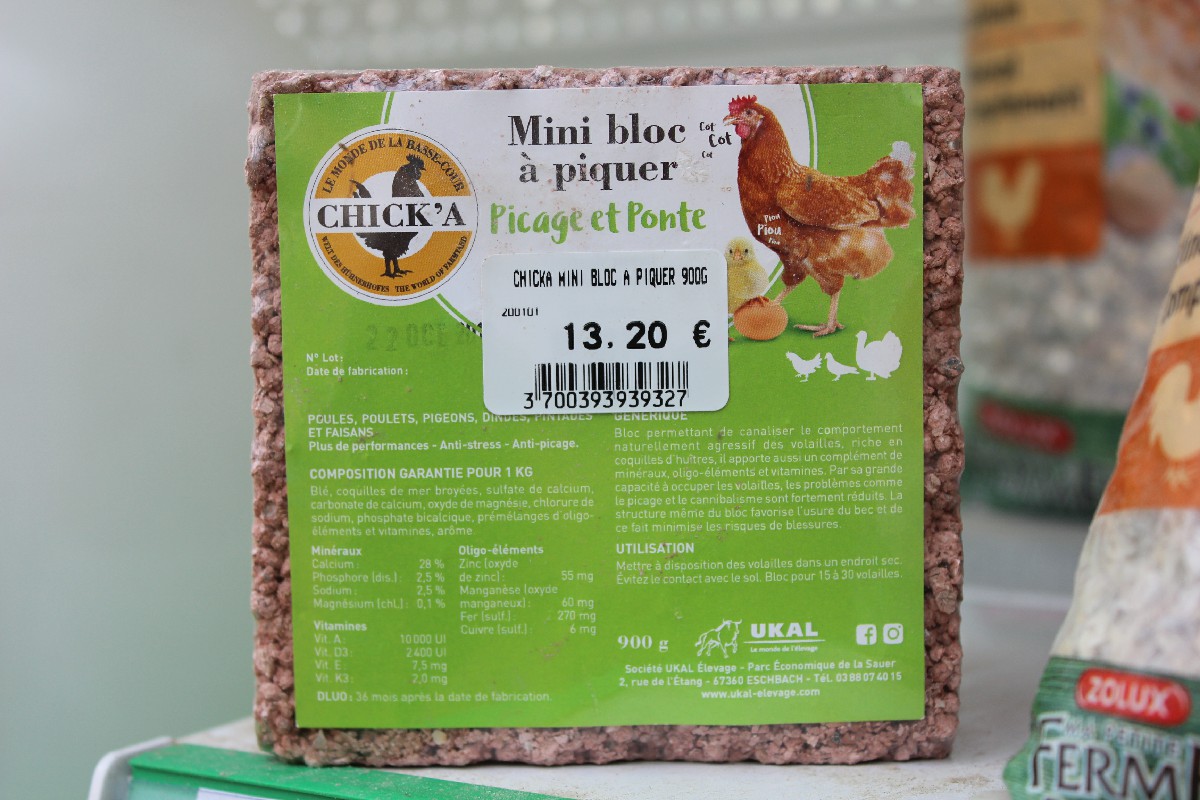 Mini bloc
à piquer
Picage et Ponte
Cot
Cot
Cot
Piou
Piou
Piou
LE MONDE DE LA BASSE-COUR
CHICK'A
WELT DES HÜHNERHOFES THE WORLD OF FARMYARD
CHICKA MINI BLOC A PIQUER 900G
200101
13,20 €
3 700393939327
22 OCT
N° Lot:
Date de fabrication :
POULES, POULETS, PIGEONS, DINDES, PINTADES
ET FAISANS
Plus de performances - Anti-stress - Anti-picage.
COMPOSITION GARANTIE POUR 1 KG
Blé, coquilles de mer broyées, sulfate de calcium,
carbonate de calcium, oxyde de magnésie, chlorure de
sodium, phosphate bicalcique, prémélanges d'oligo-
éléments et vitamines, arôme.
Minéraux
Calcium : 28 %
Phosphore (dis.) : 2,5 %
Sodium : 2,5 %
Magnésium (chl.) : 0,1 %
Vitamines
Vit. A : 10 000 UI
Vit. D3 : 2 400 UI
Vit. E : 7,5 mg
Vit. K3 : 2,0 mg
Oligo-éléments
Zinc (oxyde
de zinc) : 55 mg
Manganèse (oxyde
manganeux) : 60 mg
Fer (sulf.) : 270 mg
Cuivre (sulf.) : 6 mg
DLUO : 36 mois après la date de fabrication.
GÉNÉRIQUE
Bloc permettant de canaliser le comportement
naturellement agressif des volailles, riche en
coquilles d'huîtres, il apporte aussi un complément de
minéraux, oligo-éléments et vitamines. Par sa grande
capacité à occuper les volailles, les problèmes comme
le picage et le cannibalisme sont fortement réduits. La
structure même du bloc favorise l'usure du bec et de
ce fait minimise les risques de blessures.
UTILISATION
Mettre à disposition des volailles dans un endroit sec.
Évitez le contact avec le sol. Bloc pour 15 à 30 volailles.
900 g
UKAL
Le monde de l'élevage
Société UKAL Élevage - Parc Économique de la Sauer
2, rue de l'Étang - 67360 ESCHBACH - Tél. 03 88 07 40 15
www.ukal-elevage.com
ZOLUX
MA PETITE
FERM